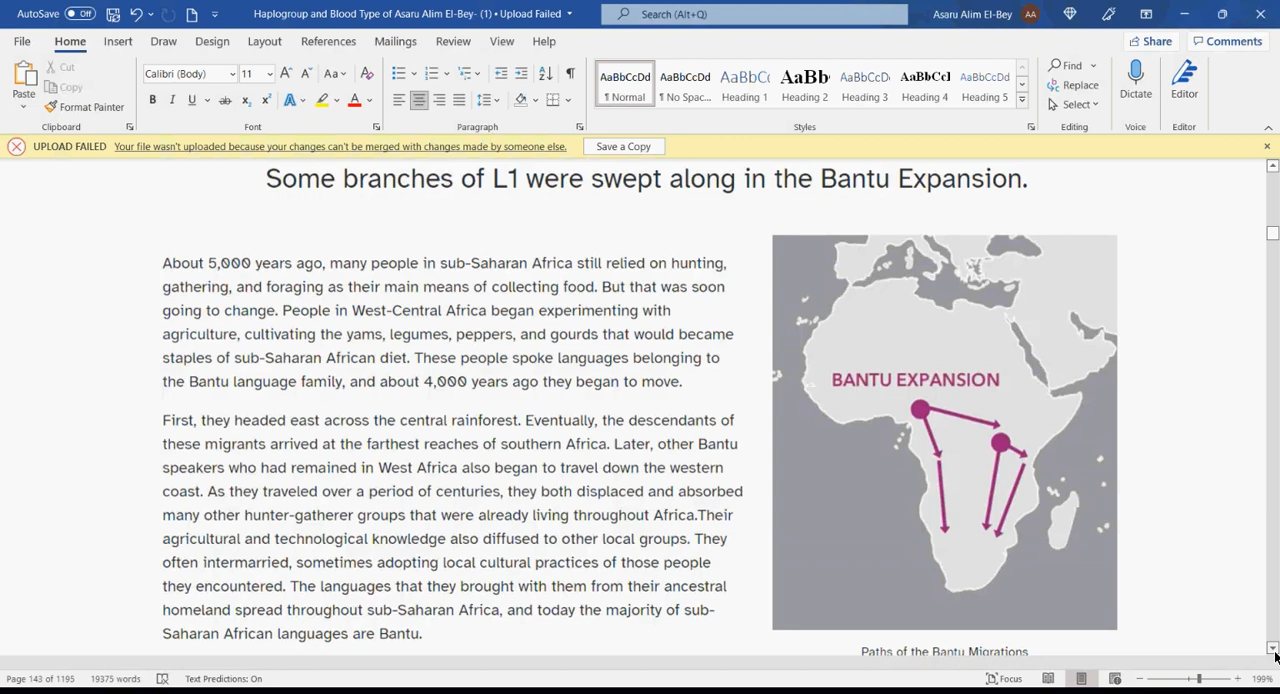 AutoSave Off Haplogroup and Blood Type of Asaru Alim El-Bey- (1) • Upload Failed Search (Alt+Q) Asaru Alim El-Bey AA
File Home Insert Draw Design Layout References Mailings Review View Help Share Comments
Paste Cut Copy Format Painter
Calibri (Body) 11
AaBbCcDd AaBbCcDd AaBbCc AaBb AaBbCcDd AaBbCcI AaBbCcDd
¶ Normal ¶ No Spac... Heading 1 Heading 2 Heading 3 Heading 4 Heading 5
Find Replace Select Dictate Editor
Clipboard Font Paragraph Styles Editing Voice Editor
UPLOAD FAILED Your file wasn't uploaded because your changes can't be merged with changes made by someone else. Save a Copy
Some branches of L1 were swept along in the Bantu Expansion.
About 5,000 years ago, many people in sub-Saharan Africa still relied on hunting,
gathering, and foraging as their main means of collecting food. But that was soon
going to change. People in West-Central Africa began experimenting with
agriculture, cultivating the yams, legumes, peppers, and gourds that would became
staples of sub-Saharan African diet. These people spoke languages belonging to
the Bantu language family, and about 4,000 years ago they began to move.
First, they headed east across the central rainforest. Eventually, the descendants of
these migrants arrived at the farthest reaches of southern Africa. Later, other Bantu
speakers who had remained in West Africa also began to travel down the western
coast. As they traveled over a period of centuries, they both displaced and absorbed
many other hunter-gatherer groups that were already living throughout Africa.Their
agricultural and technological knowledge also diffused to other local groups. They
often intermarried, sometimes adopting local cultural practices of those people
they encountered. The languages that they brought with them from their ancestral
homeland spread throughout sub-Saharan Africa, and today the majority of sub-
Saharan African languages are Bantu.
BANTU EXPANSION
Paths of the Bantu Migrations
Page 143 of 1195 19375 words Text Predictions: On Focus 199%